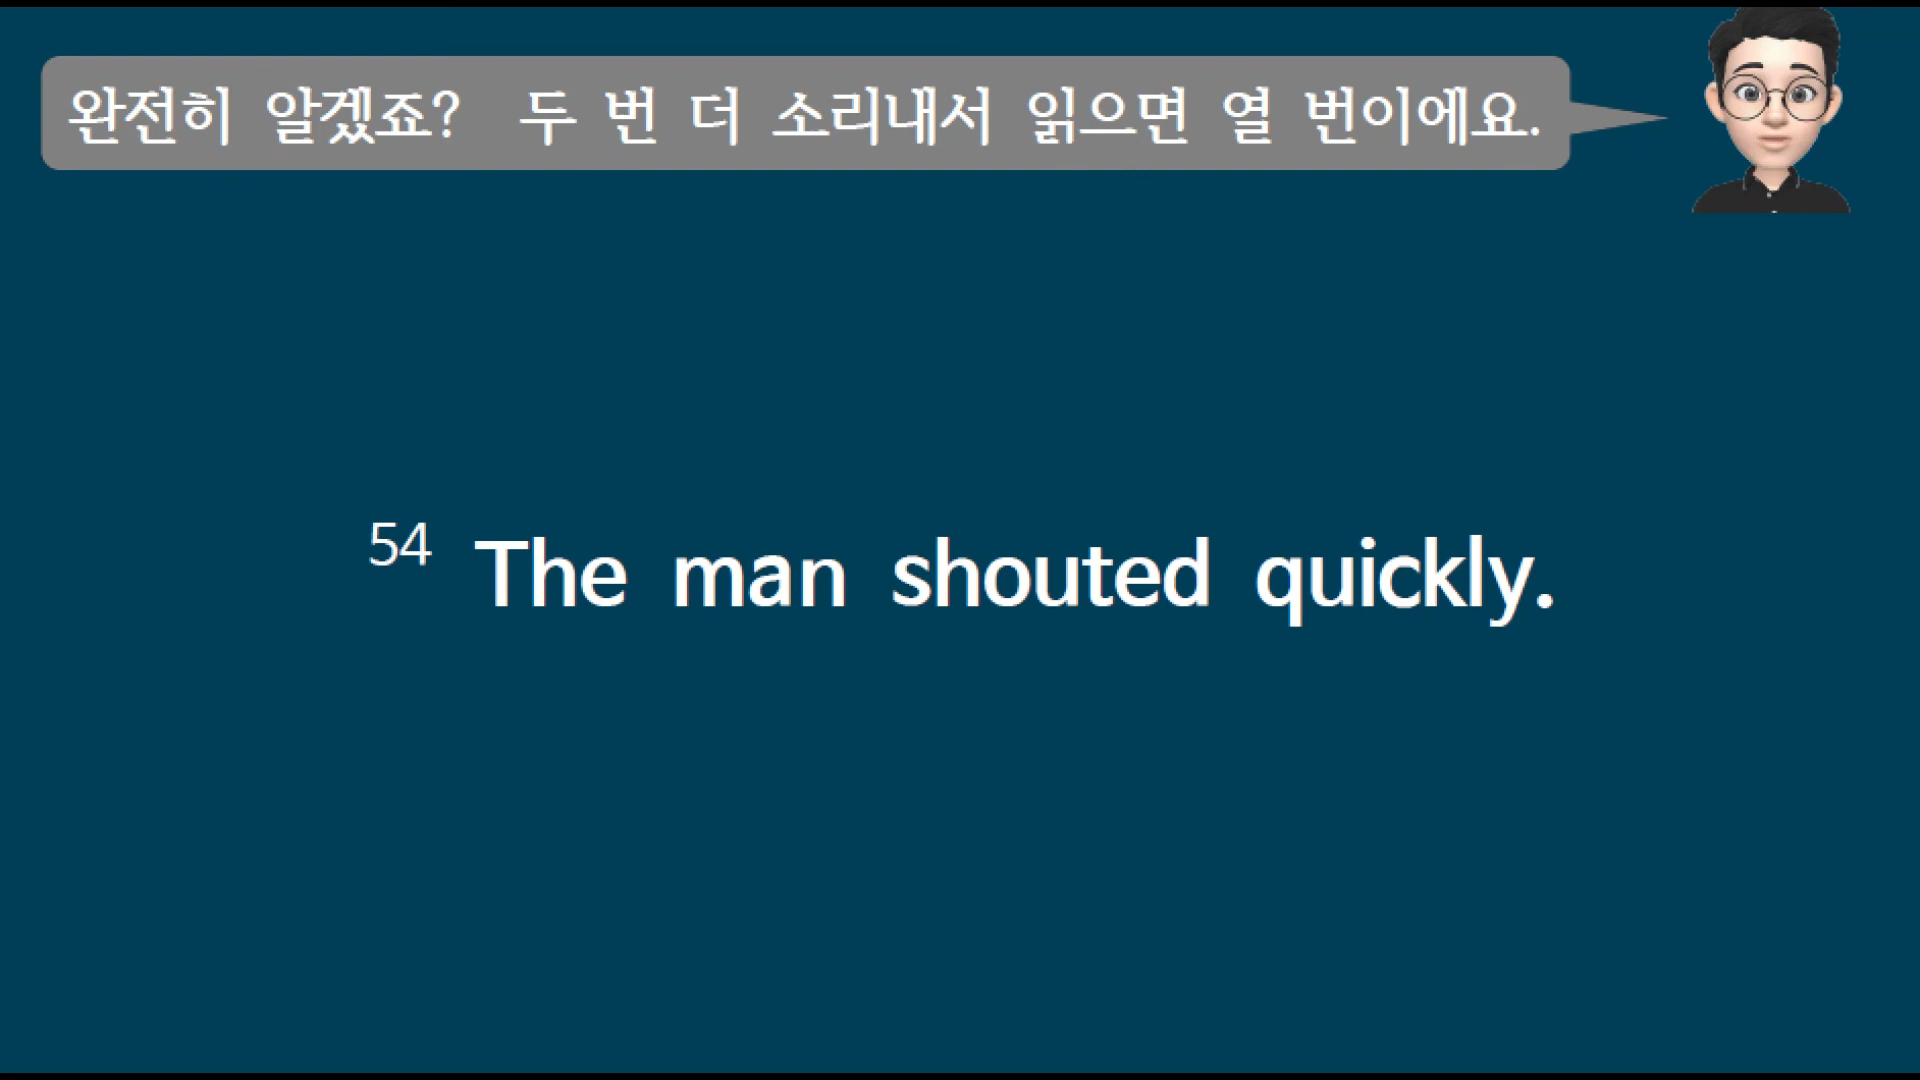 완전히 알겠죠? 두 번 더 소리내서 읽으면 열 번이에요.
54 The man shouted quickly.